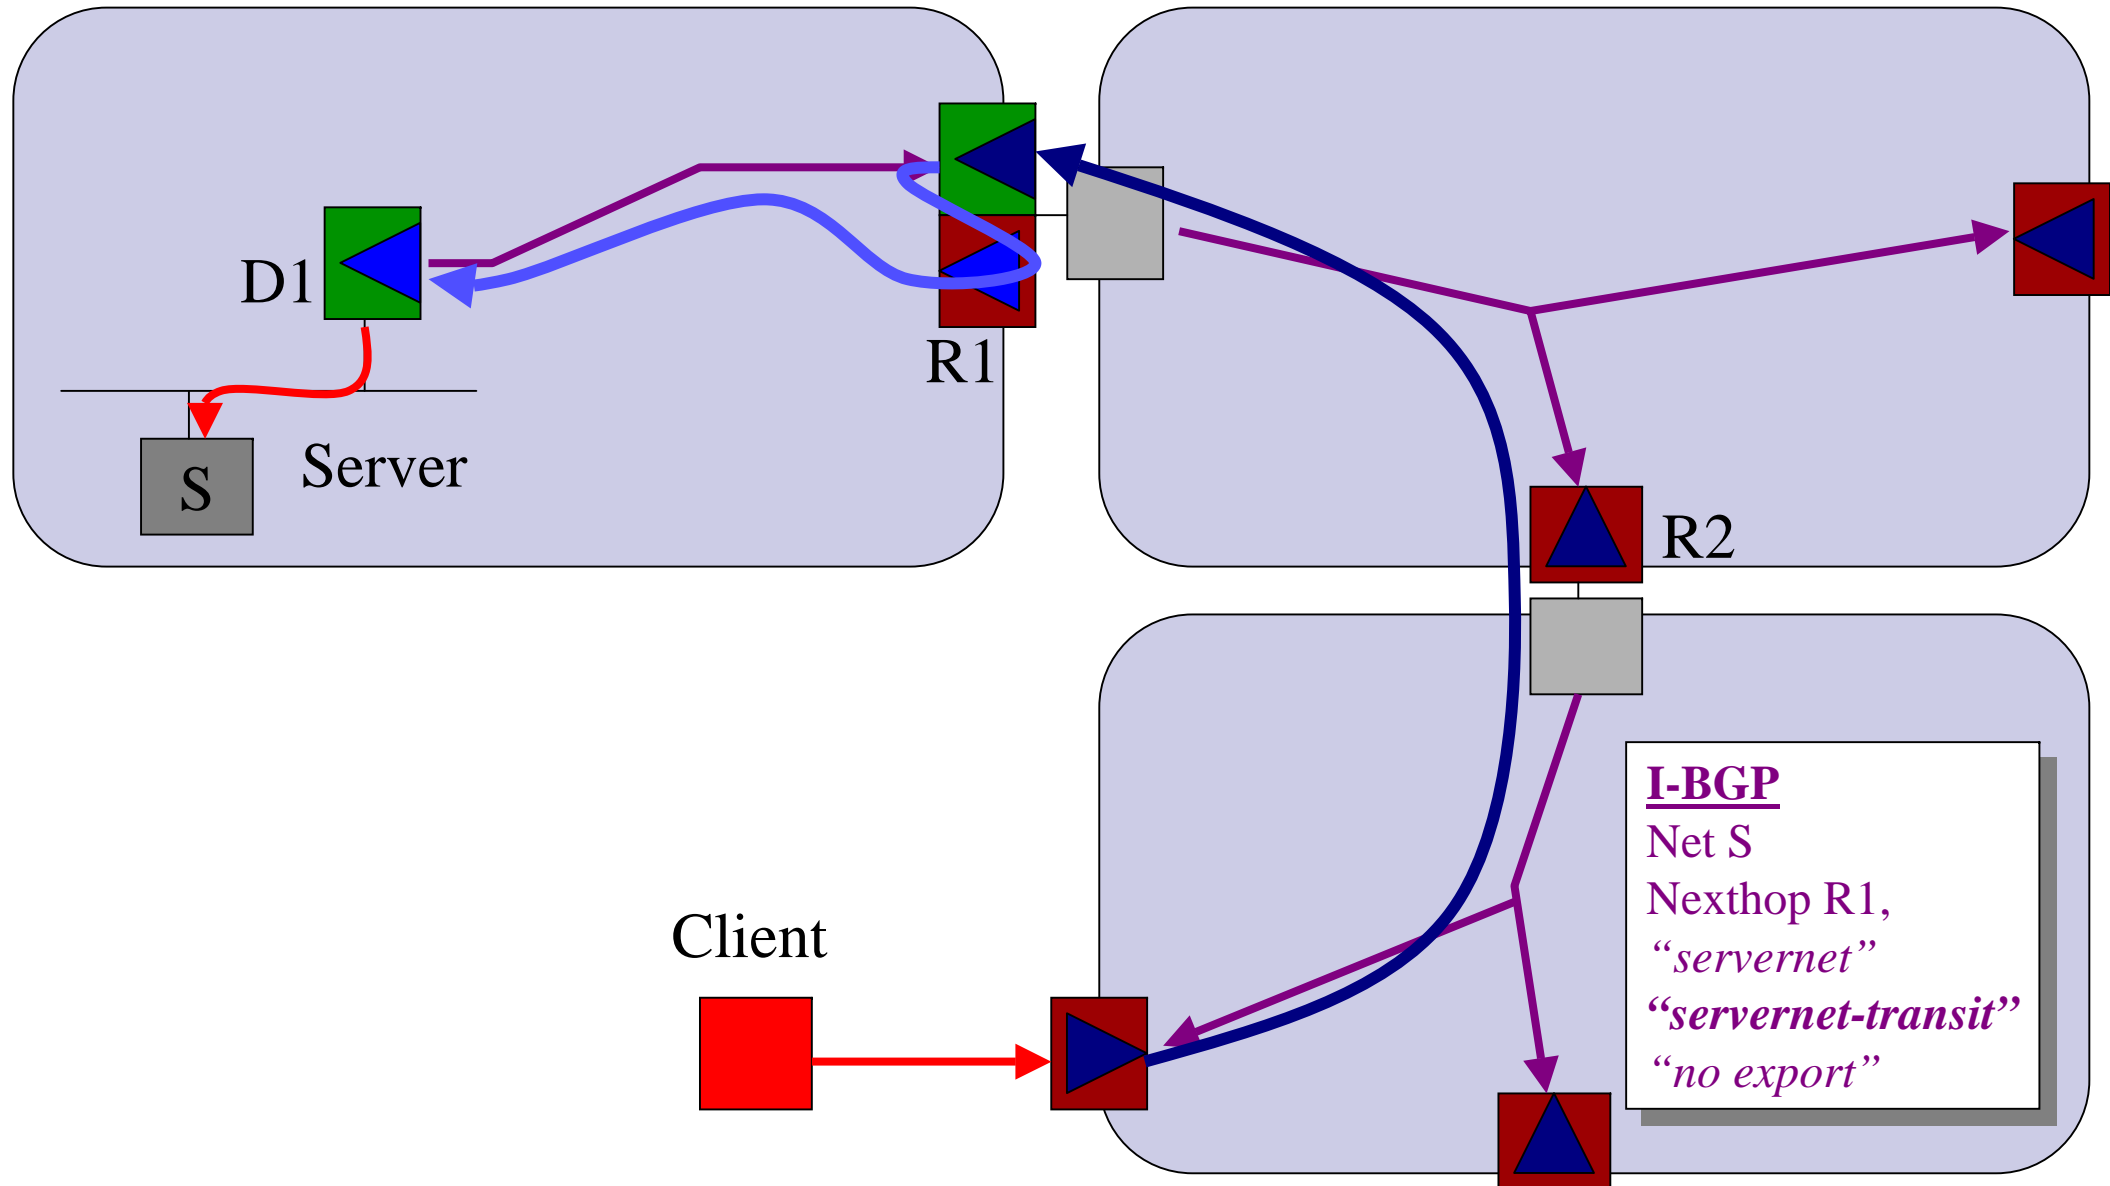 D1
R1
Server
S
R2
Client
I-BGP
Net S
Nexthop R1,
“servernet”
“servernet-transit”
“no export”